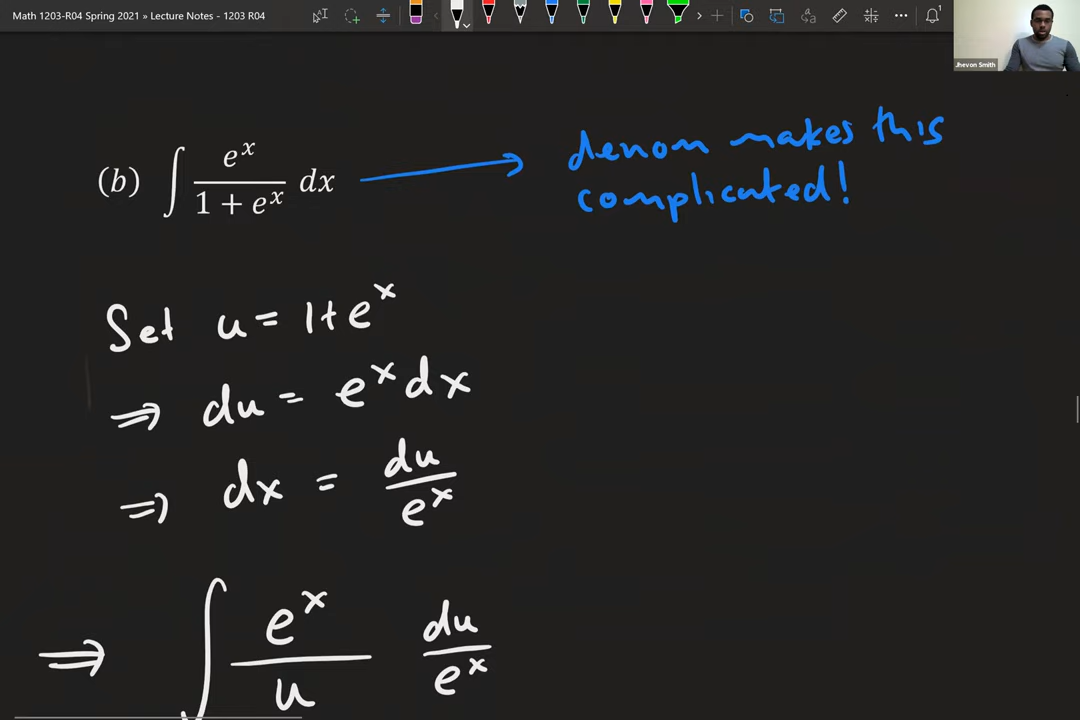 Math 1203-R04 Spring 2021 » Lecture Notes - 1203 R04
Jhevon Smith
(b) ∫ e^x / (1 + e^x) dx → denom makes this
complicated!
Set u = 1+e^x
⇒ du = e^x dx
⇒ dx = du / e^x
⇒ ∫ e^x / u du / e^x